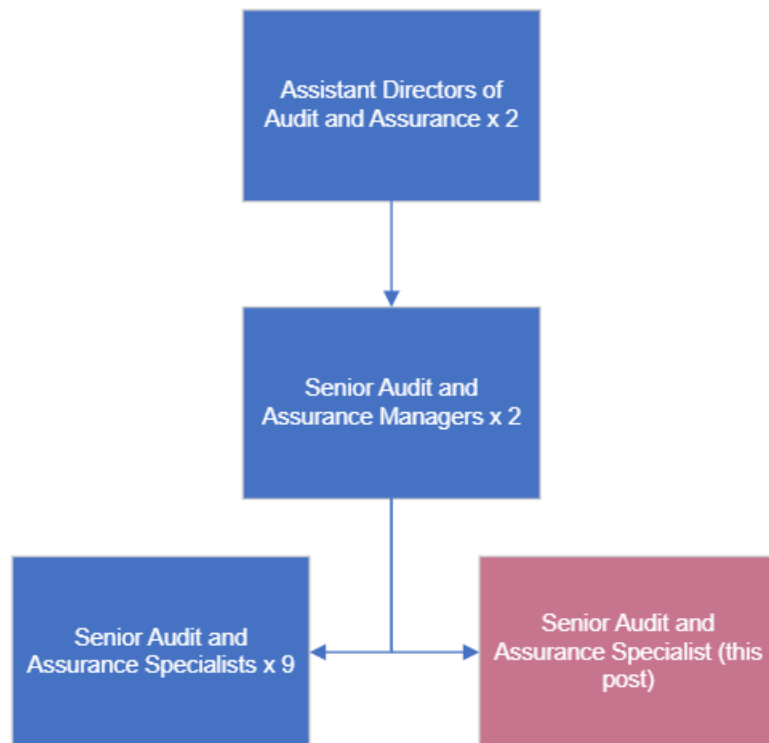 Assistant Directors of
Audit and Assurance x 2
Senior Audit and
Assurance Managers x 2
Senior Audit and
Assurance Specialists x 9
Senior Audit and
Assurance Specialist (this
post)